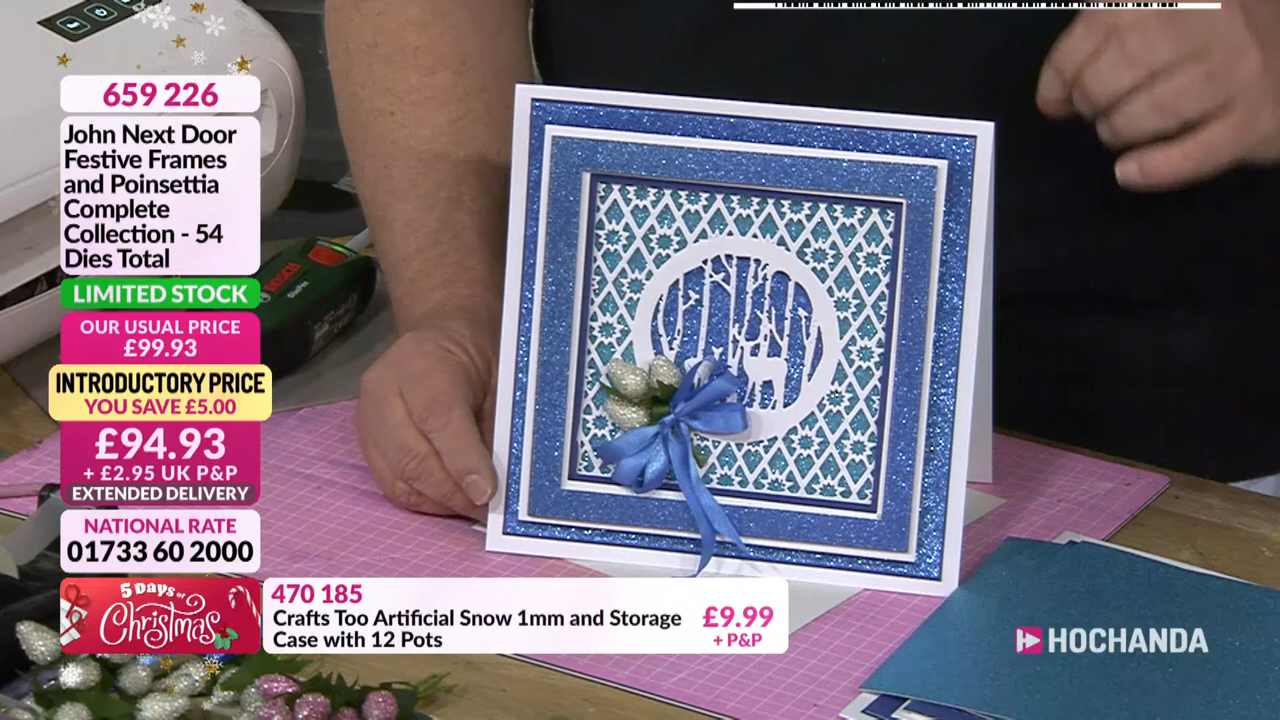 659 226
John Next Door
Festive Frames
and Poinsettia
Complete
Collection - 54
Dies Total
LIMITED STOCK
OUR USUAL PRICE
£99.93
INTRODUCTORY PRICE
YOU SAVE £5.00
£94.93
+ £2.95 UK P&P
EXTENDED DELIVERY
NATIONAL RATE
01733 60 2000
5 Days of
Christmas
470 185
Crafts Too Artificial Snow 1mm and Storage
Case with 12 Pots
£9.99
+ P&P
HOCHANDA
BOSCH